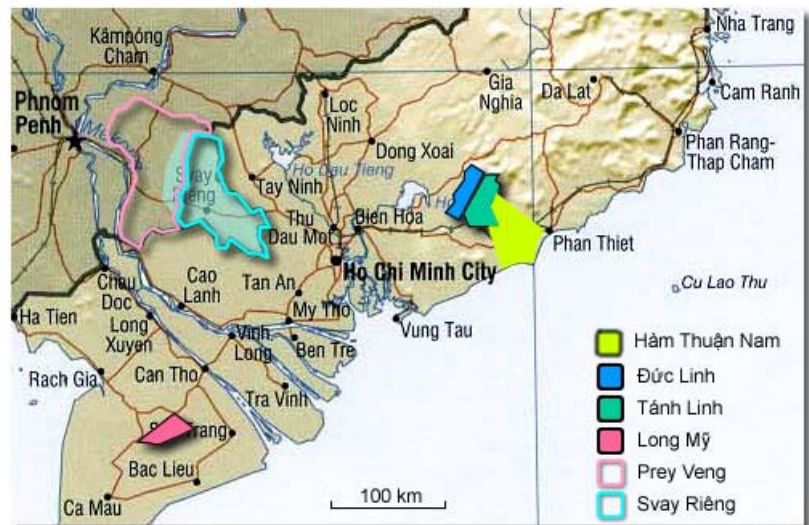 Nha Trang
Kâmpóng
Cham
Gia
Nghia
Da Lat
Cam Ranh
Phnom
Penh
Loc
Ninh
Dong Xoai
Phan Rang-
Thap Cham
Svay
Rieng
Tay Ninh
Ho Dau Tieng
Thu
Dau Mot
Bien Hoa
Phan Thiet
Ho Chi Minh City
Chau
Doc
Cao
Lanh
Tan An
Cu Lao Thu
Ha Tien
Long
Xuyen
My Tho
Vung Tau
Vinh
Long
Ben Tre
Rach Gia
Can Tho
Tra Vinh
Trang
Bac Lieu
Ca Mau
100 km
Hàm Thuận Nam
Đức Linh
Tánh Linh
Long Mỹ
Prey Veng
Svay Riêng